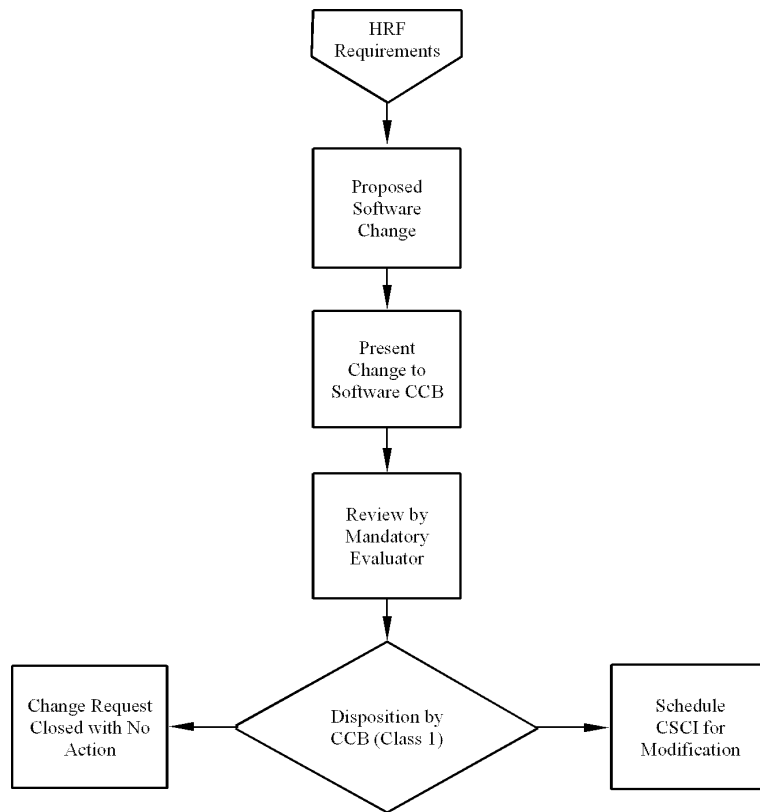 HRF
Requirements
Proposed
Software
Change
Present
Change to
Software CCB
Review by
Mandatory
Evaluator
Change Request
Closed with No
Action
Disposition by
CCB (Class 1)
Schedule
CSCI for
Modification